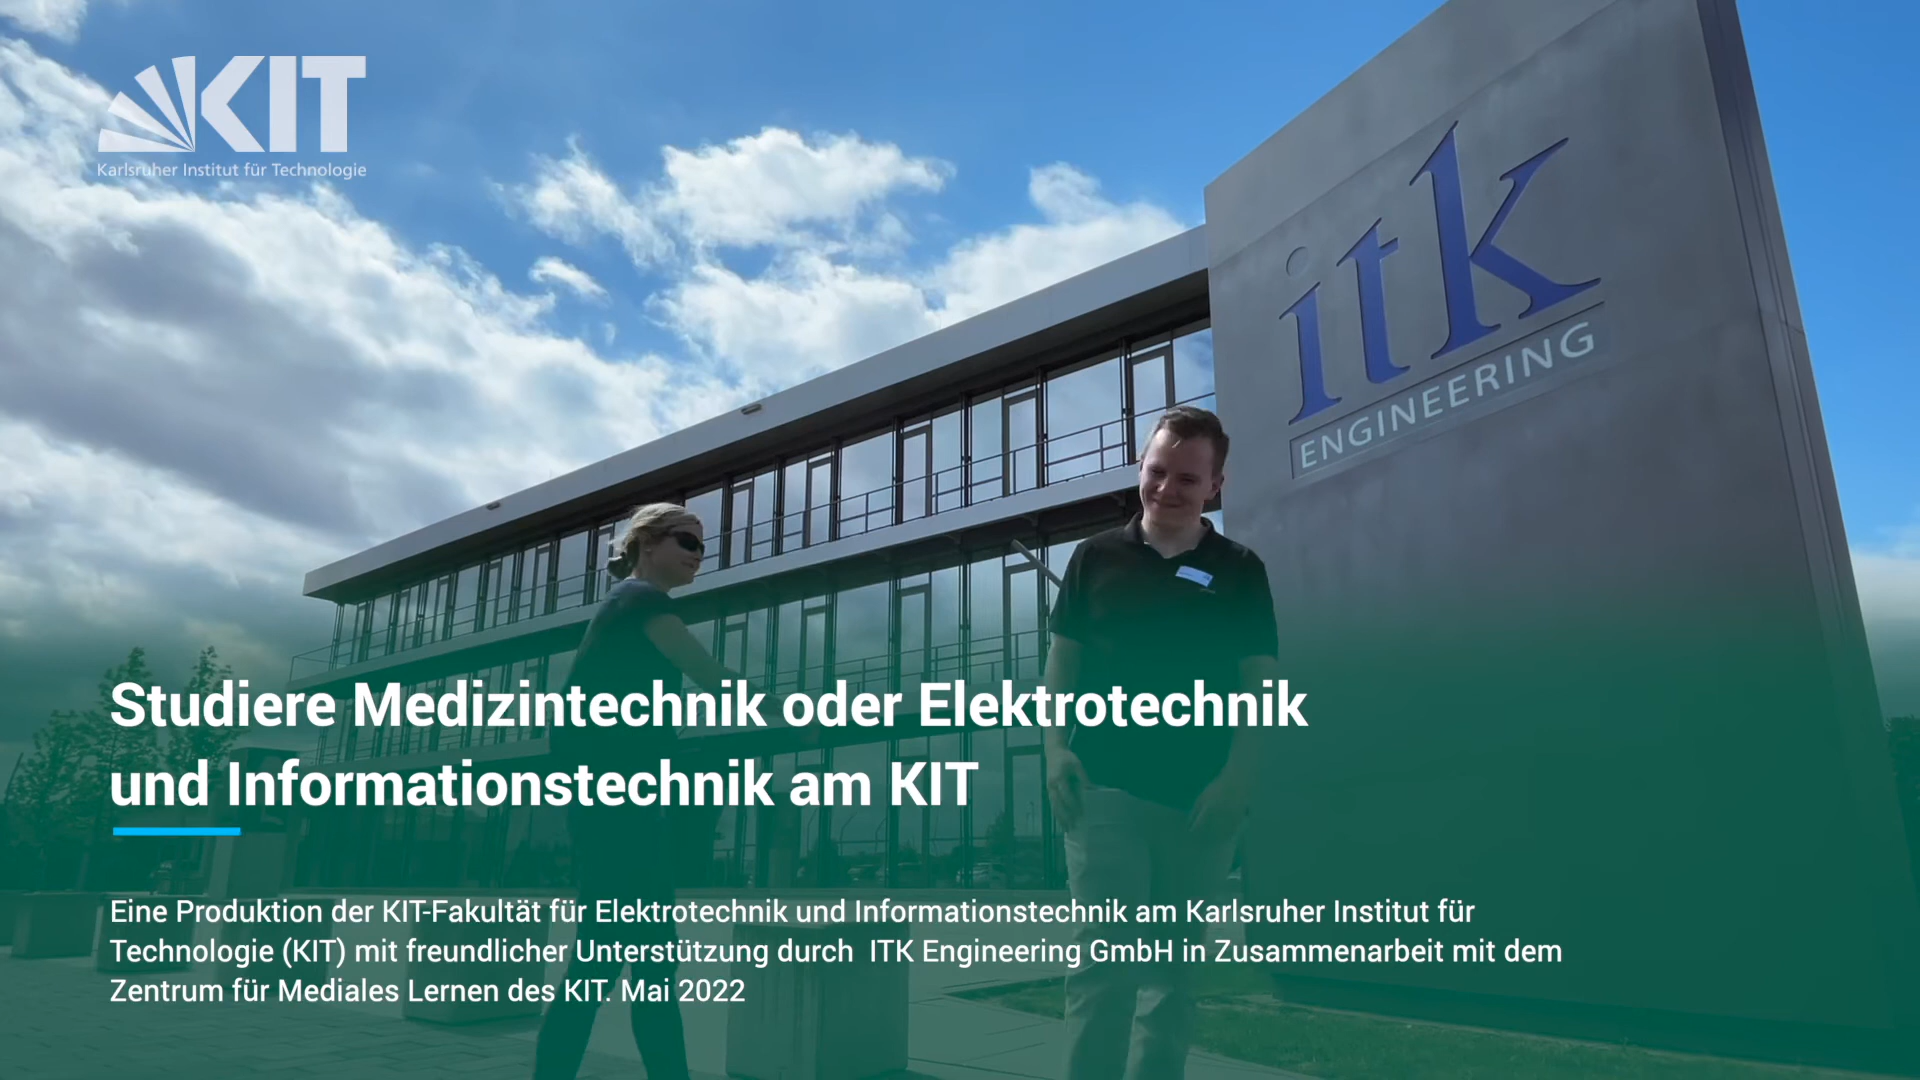 KIT
Karlsruher Institut für Technologie
itk
ENGINEERING
Studiere Medizintechnik oder Elektrotechnik
und Informationstechnik am KIT
Eine Produktion der KIT-Fakultät für Elektrotechnik und Informationstechnik am Karlsruher Institut für
Technologie (KIT) mit freundlicher Unterstützung durch  ITK Engineering GmbH in Zusammenarbeit mit dem
Zentrum für Mediales Lernen des KIT. Mai 2022